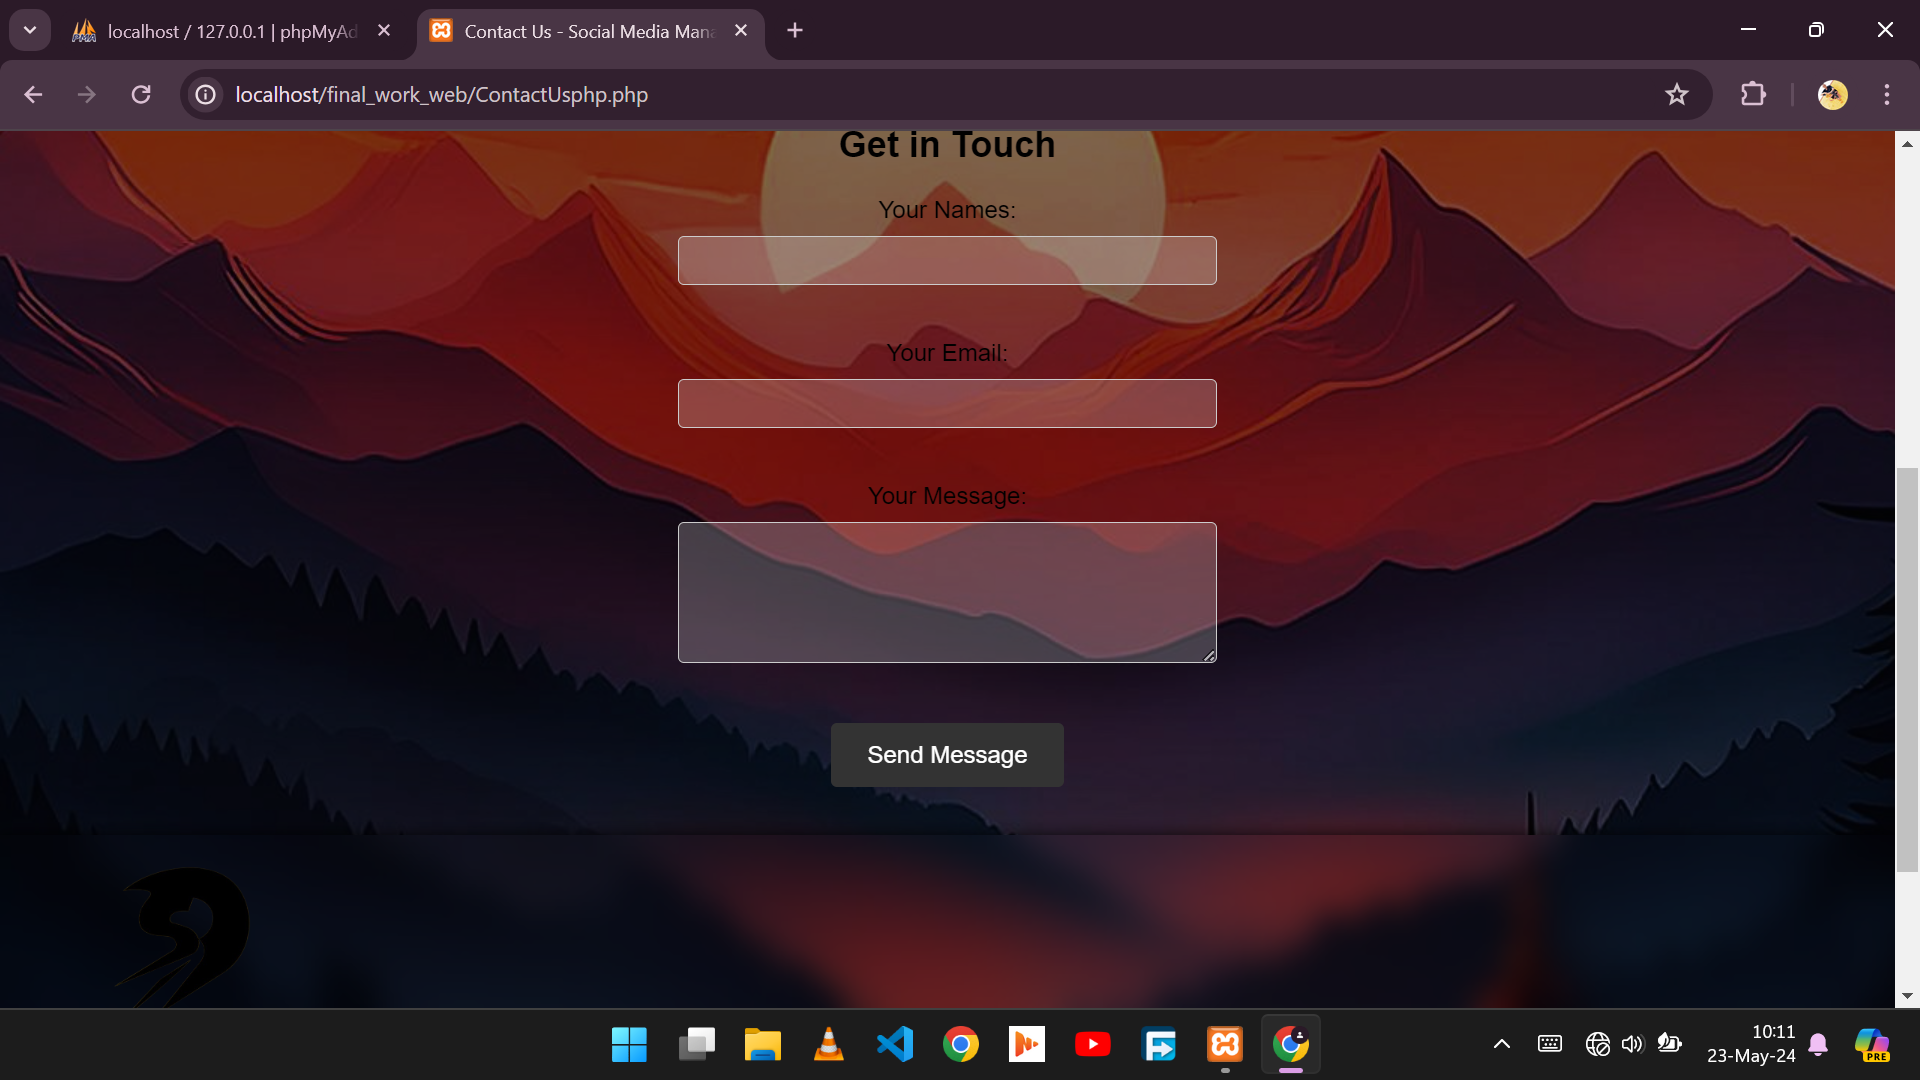 localhost / 127.0.0.1 | phpMyAd
Contact Us - Social Media Mana
localhost/final_work_web/ContactUsphp.php
Get in Touch
Your Names:
Your Email:
Your Message:
Send Message
10:11
23-May-24
PRE